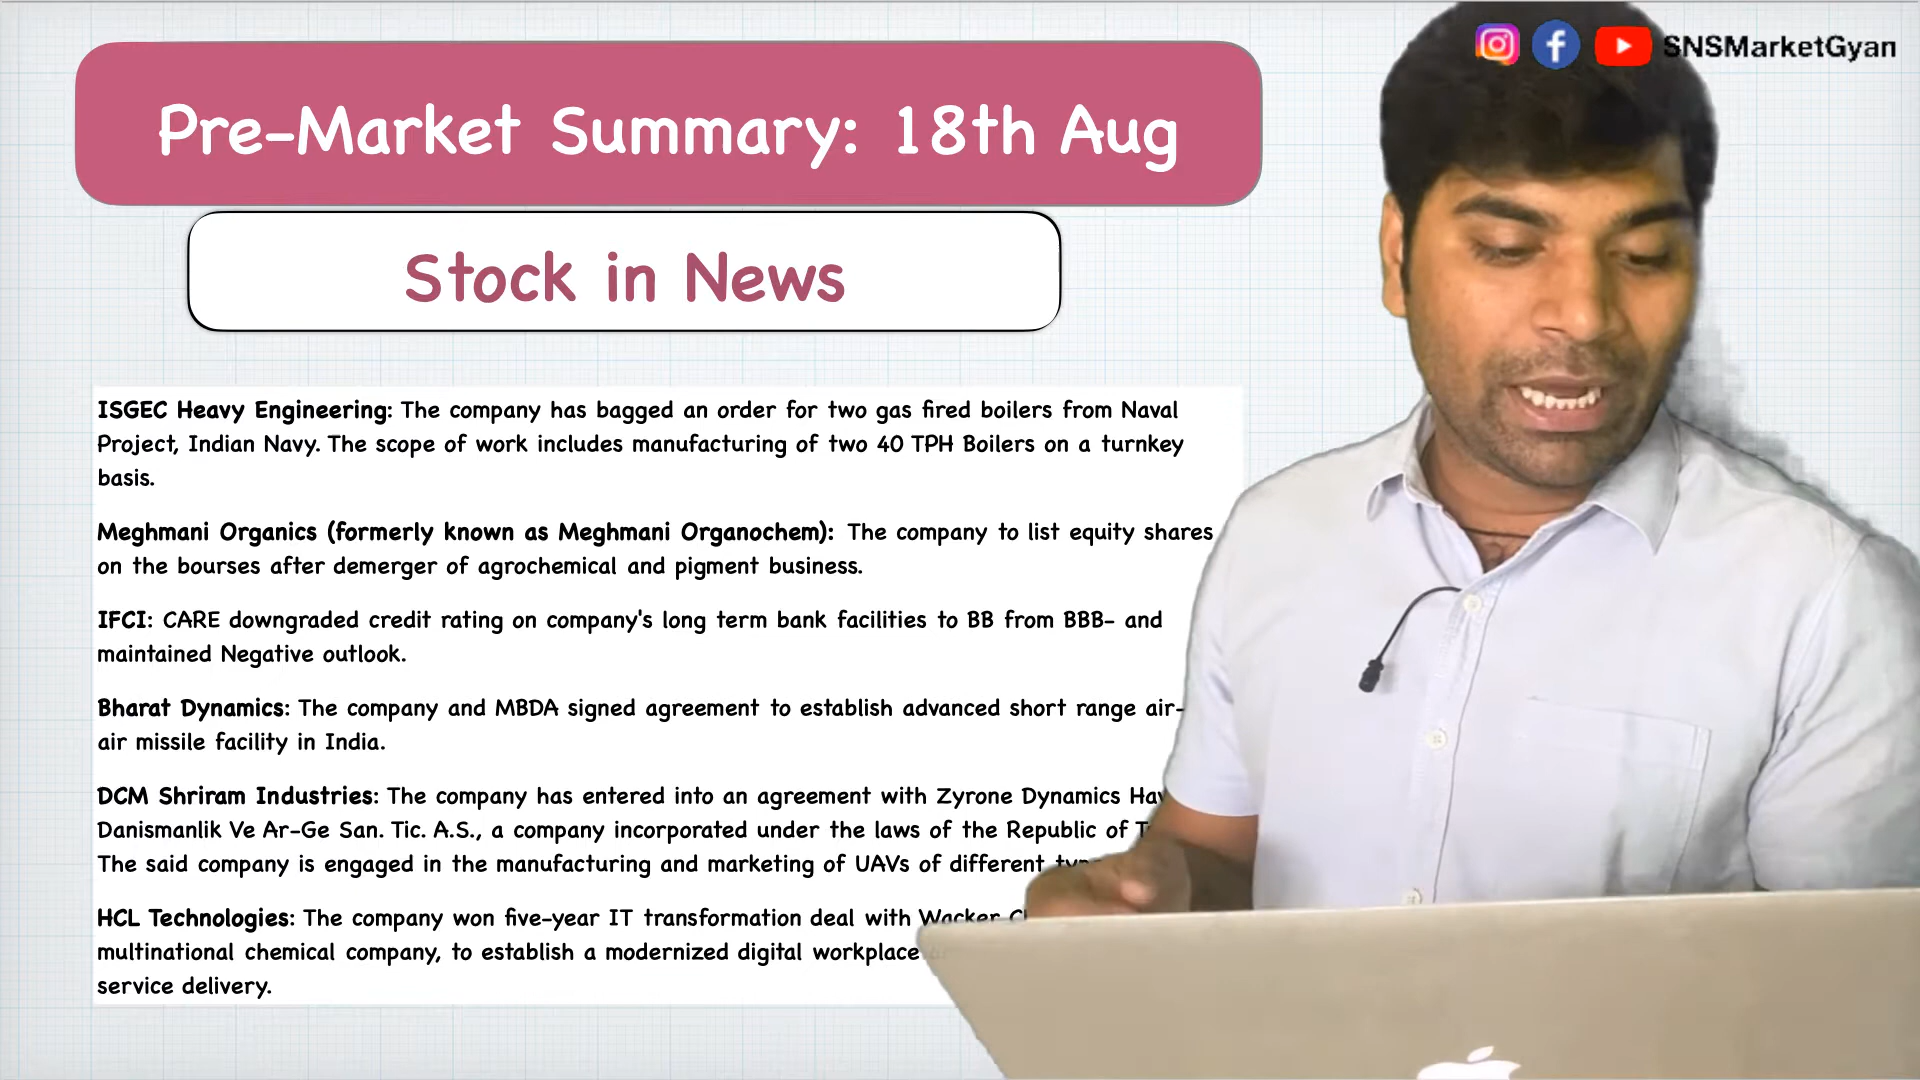 SNSMarketGyan
Pre-Market Summary: 18th Aug
Stock in News
ISGEC Heavy Engineering: The company has bagged an order for two gas fired boilers from Naval
Project, Indian Navy. The scope of work includes manufacturing of two 40 TPH Boilers on a turnkey
basis.
Meghmani Organics (formerly known as Meghmani Organochem): The company to list equity shares
on the bourses after demerger of agrochemical and pigment business.
IFCI: CARE downgraded credit rating on company's long term bank facilities to BB from BBB- and
maintained Negative outlook.
Bharat Dynamics: The company and MBDA signed agreement to establish advanced short range air-
air missile facility in India.
DCM Shriram Industries: The company has entered into an agreement with Zyrone Dynamics
Danismanlik Ve Ar-Ge San. Tic. A.S., a company incorporated under the laws of the Republic of
The said company is engaged in the manufacturing and marketing of UAVs of different
HCL Technologies: The company won five-year IT transformation deal with Wacker
multinational chemical company, to establish a modernized digital workplace
service delivery.